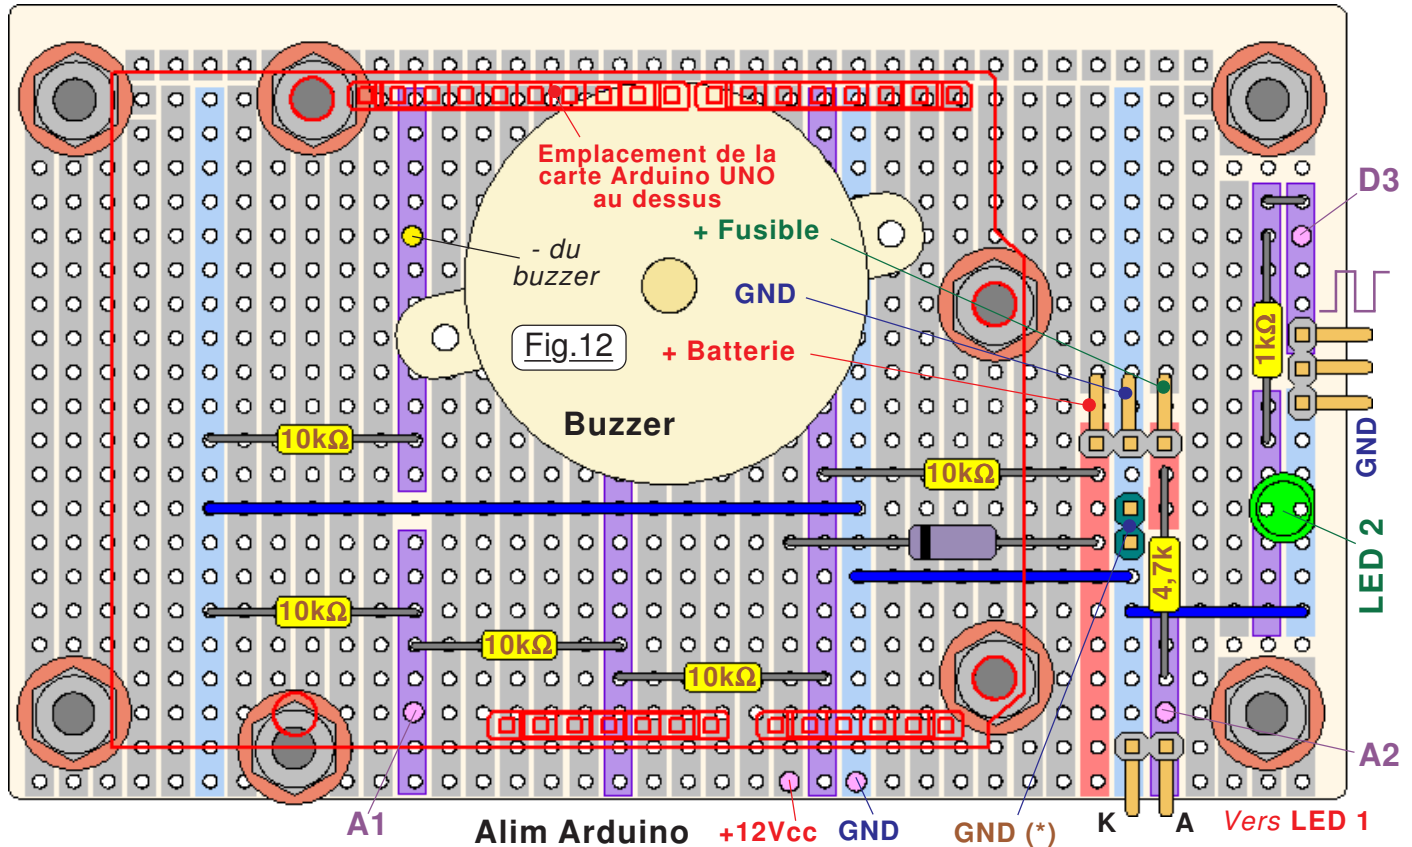 Emplacement de la
carte Arduino UNO
au dessus
D3
+ Fusible
- du
buzzer
GND
Fig.12
+ Batterie
1kΩ
Buzzer
GND
10kΩ
10kΩ
LED 2
4,7k
10kΩ
10kΩ
10kΩ
A2
A1
Alim Arduino
+12Vcc
GND
GND (*)
K
A
Vers LED 1